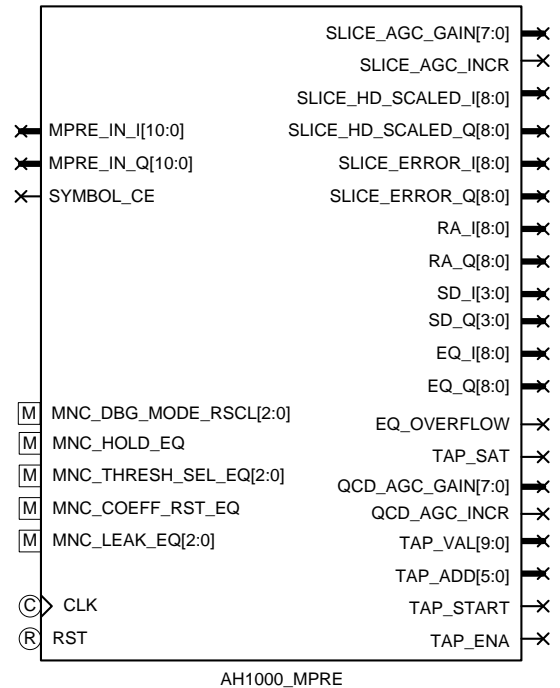 SLICE_AGC_GAIN[7:0]
SLICE_AGC_INCR
SLICE_HD_SCALED_I[8:0]
MPRE_IN_I[10:0]
SLICE_HD_SCALED_Q[8:0]
MPRE_IN_Q[10:0]
SLICE_ERROR_I[8:0]
SYMBOL_CE
SLICE_ERROR_Q[8:0]
RA_I[8:0]
RA_Q[8:0]
SD_I[3:0]
SD_Q[3:0]
EQ_I[8:0]
EQ_Q[8:0]
M MNC_DBG_MODE_RSCL[2:0]
EQ_OVERFLOW
M MNC_HOLD_EQ
TAP_SAT
M MNC_THRESH_SEL_EQ[2:0]
QCD_AGC_GAIN[7:0]
M MNC_COEFF_RST_EQ
QCD_AGC_INCR
M MNC_LEAK_EQ[2:0]
TAP_VAL[9:0]
TAP_ADD[5:0]
C CLK
TAP_START
R RST
TAP_ENA
AH1000_MPRE